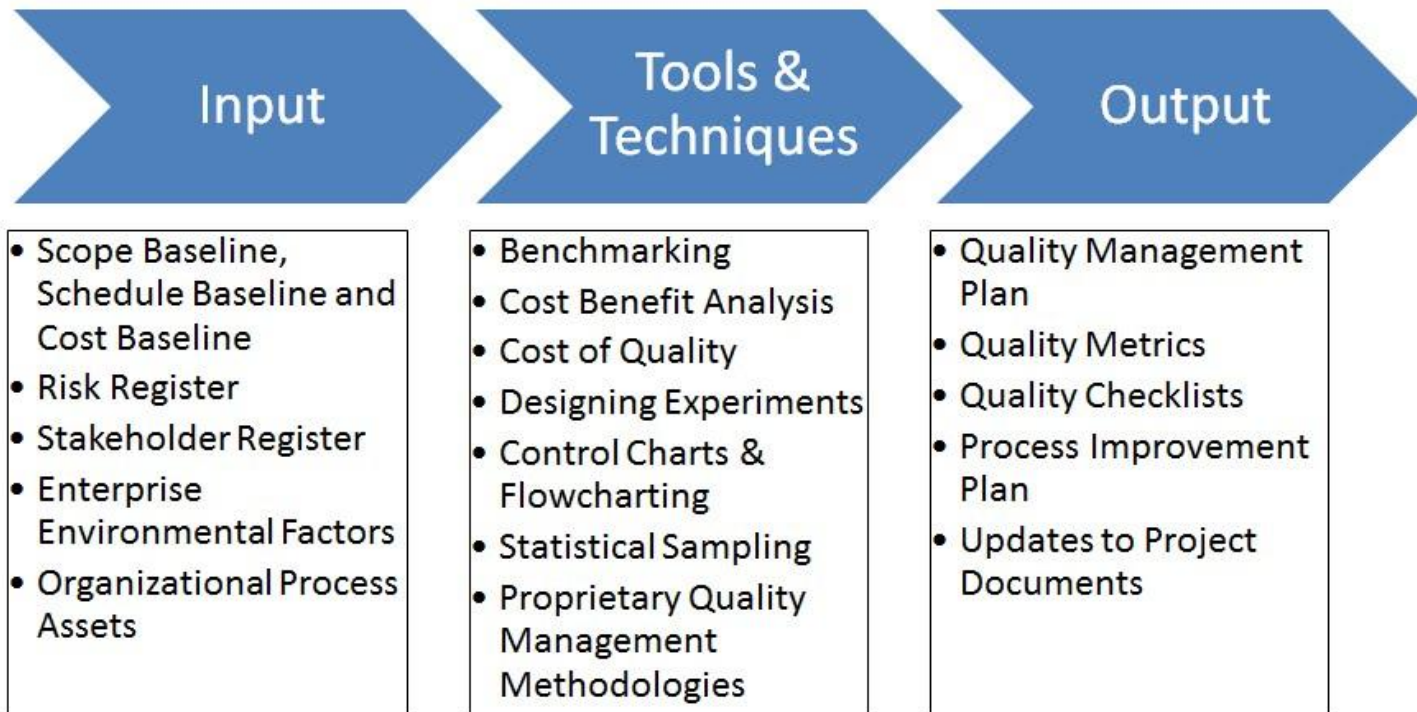 Input
Tools &
Techniques
Output
• Scope Baseline,
Schedule Baseline and
Cost Baseline
• Risk Register
• Stakeholder Register
• Enterprise
Environmental Factors
• Organizational Process
Assets
• Benchmarking
• Cost Benefit Analysis
• Cost of Quality
• Designing Experiments
• Control Charts &
Flowcharting
• Statistical Sampling
• Proprietary Quality
Management
Methodologies
• Quality Management
Plan
• Quality Metrics
• Quality Checklists
• Process Improvement
Plan
• Updates to Project
Documents